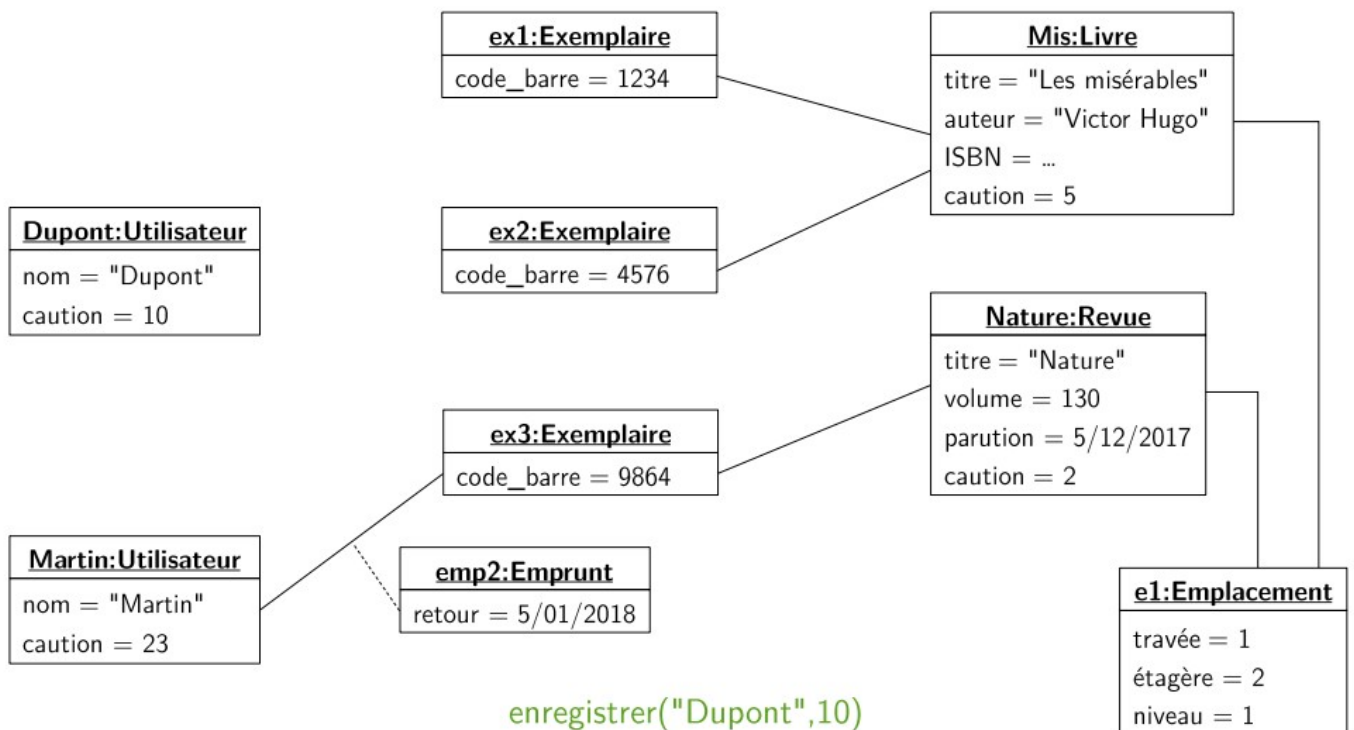 ex1:Exemplaire
code_barre = 1234
Mis:Livre
titre = "Les misérables"
auteur = "Victor Hugo"
ISBN = ...
caution = 5
Dupont:Utilisateur
nom = "Dupont"
caution = 10
ex2:Exemplaire
code_barre = 4576
Nature:Revue
titre = "Nature"
volume = 130
parution = 5/12/2017
caution = 2
ex3:Exemplaire
code_barre = 9864
Martin:Utilisateur
nom = "Martin"
caution = 23
emp2:Emprunt
retour = 5/01/2018
e1:Emplacement
travée = 1
étagère = 2
niveau = 1
enregistrer("Dupont",10)